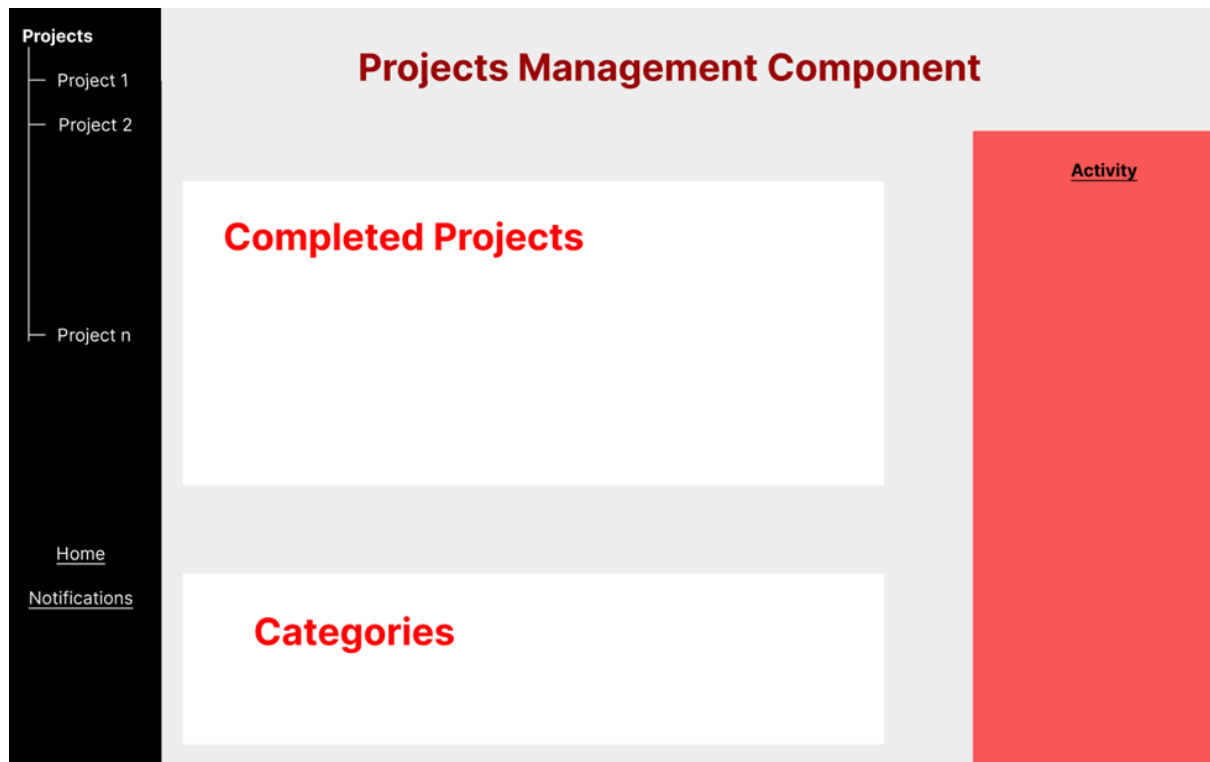 Projects
Project 1
Project 2
Project n
Home
Notifications
Projects Management Component
Completed Projects
Categories
Activity